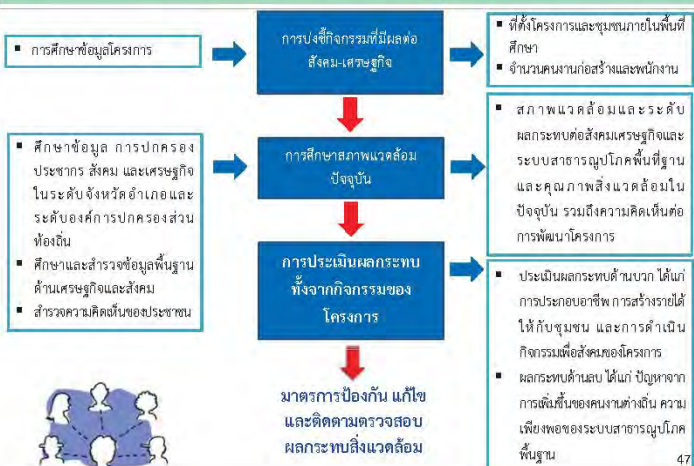 ▪ การศึกษาข้อมูลโครงการ
การบ่งชี้กิจกรรมที่มีผลต่อ
สังคม-เศรษฐกิจ
▪ ที่ตั้งโครงการและชุมชนภายในพื้นที่
ศึกษา
▪ จำนวนคนงานก่อสร้างและพนักงาน
▪ ศึกษาข้อมูล การปกครอง
ประชากร สังคม และเศรษฐกิจ
ในระดับจังหวัดอำเภอและ
ระดับองค์การปกครองส่วน
ท้องถิ่น
▪ ศึกษาและสำรวจข้อมูลพื้นฐาน
ด้านเศรษฐกิจและสังคม
▪ สำรวจความคิดเห็นของประชาชน
การศึกษาสภาพแวดล้อม
ปัจจุบัน
▪ สภาพแวดล้อมและระดับ
ผลกระทบต่อสังคมเศรษฐกิจและ
ระบบสาธารณูปโภคพื้นที่ฐาน
และคุณภาพสิ่งแวดล้อมใน
ปัจจุบัน รวมถึงความคิดเห็นต่อ
การพัฒนาโครงการ
การประเมินผลกระทบ
ทั้งจากกิจกรรมของ
โครงการ
▪ ประเมินผลกระทบด้านบวก ได้แก่
การประกอบอาชีพ การสร้างรายได้
ให้กับชุมชน และการดำเนิน
กิจกรรมเพื่อสังคมของโครงการ
▪ ผลกระทบด้านลบ ได้แก่ ปัญหาจาก
การเพิ่มขึ้นของคนงานต่างถิ่น ความ
เพียงพอของระบบสาธารณูปโภค
พื้นฐาน
มาตรการป้องกัน แก้ไข
และติดตามตรวจสอบ
ผลกระทบสิ่งแวดล้อม
47